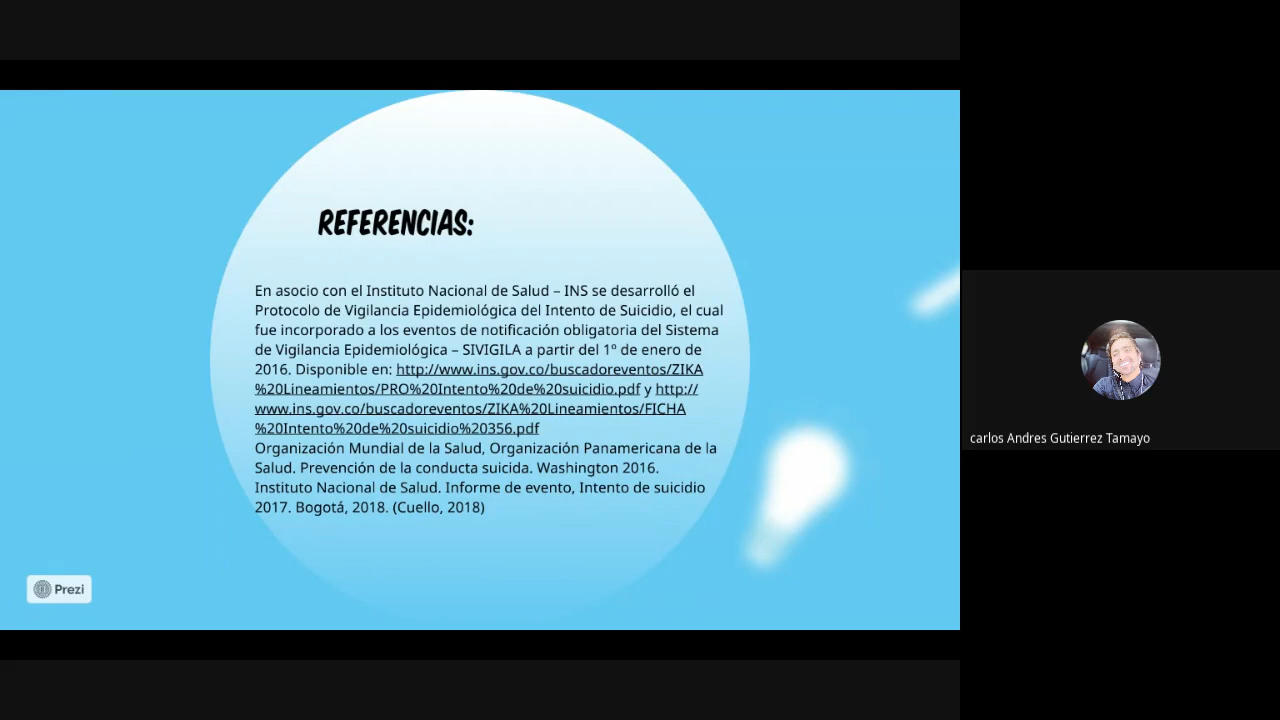 REFERENCIAS:
En asocio con el Instituto Nacional de Salud – INS se desarrolló el
Protocolo de Vigilancia Epidemiológica del Intento de Suicidio, el cual
fue incorporado a los eventos de notificación obligatoria del Sistema
de Vigilancia Epidemiológica – SIVIGILA a partir del 1º de enero de
2016. Disponible en: http://www.ins.gov.co/buscadoreventos/ZIKA
%20Lineamientos/PRO%20Intento%20de%20suicidio.pdf y http://
www.ins.gov.co/buscadoreventos/ZIKA%20Lineamientos/FICHA
%20Intento%20de%20suicidio%20356.pdf
Organización Mundial de la Salud, Organización Panamericana de la
Salud. Prevención de la conducta suicida. Washington 2016.
Instituto Nacional de Salud. Informe de evento, Intento de suicidio
2017. Bogotá, 2018. (Cuello, 2018)
Prezi
carlos Andres Gutierrez Tamayo